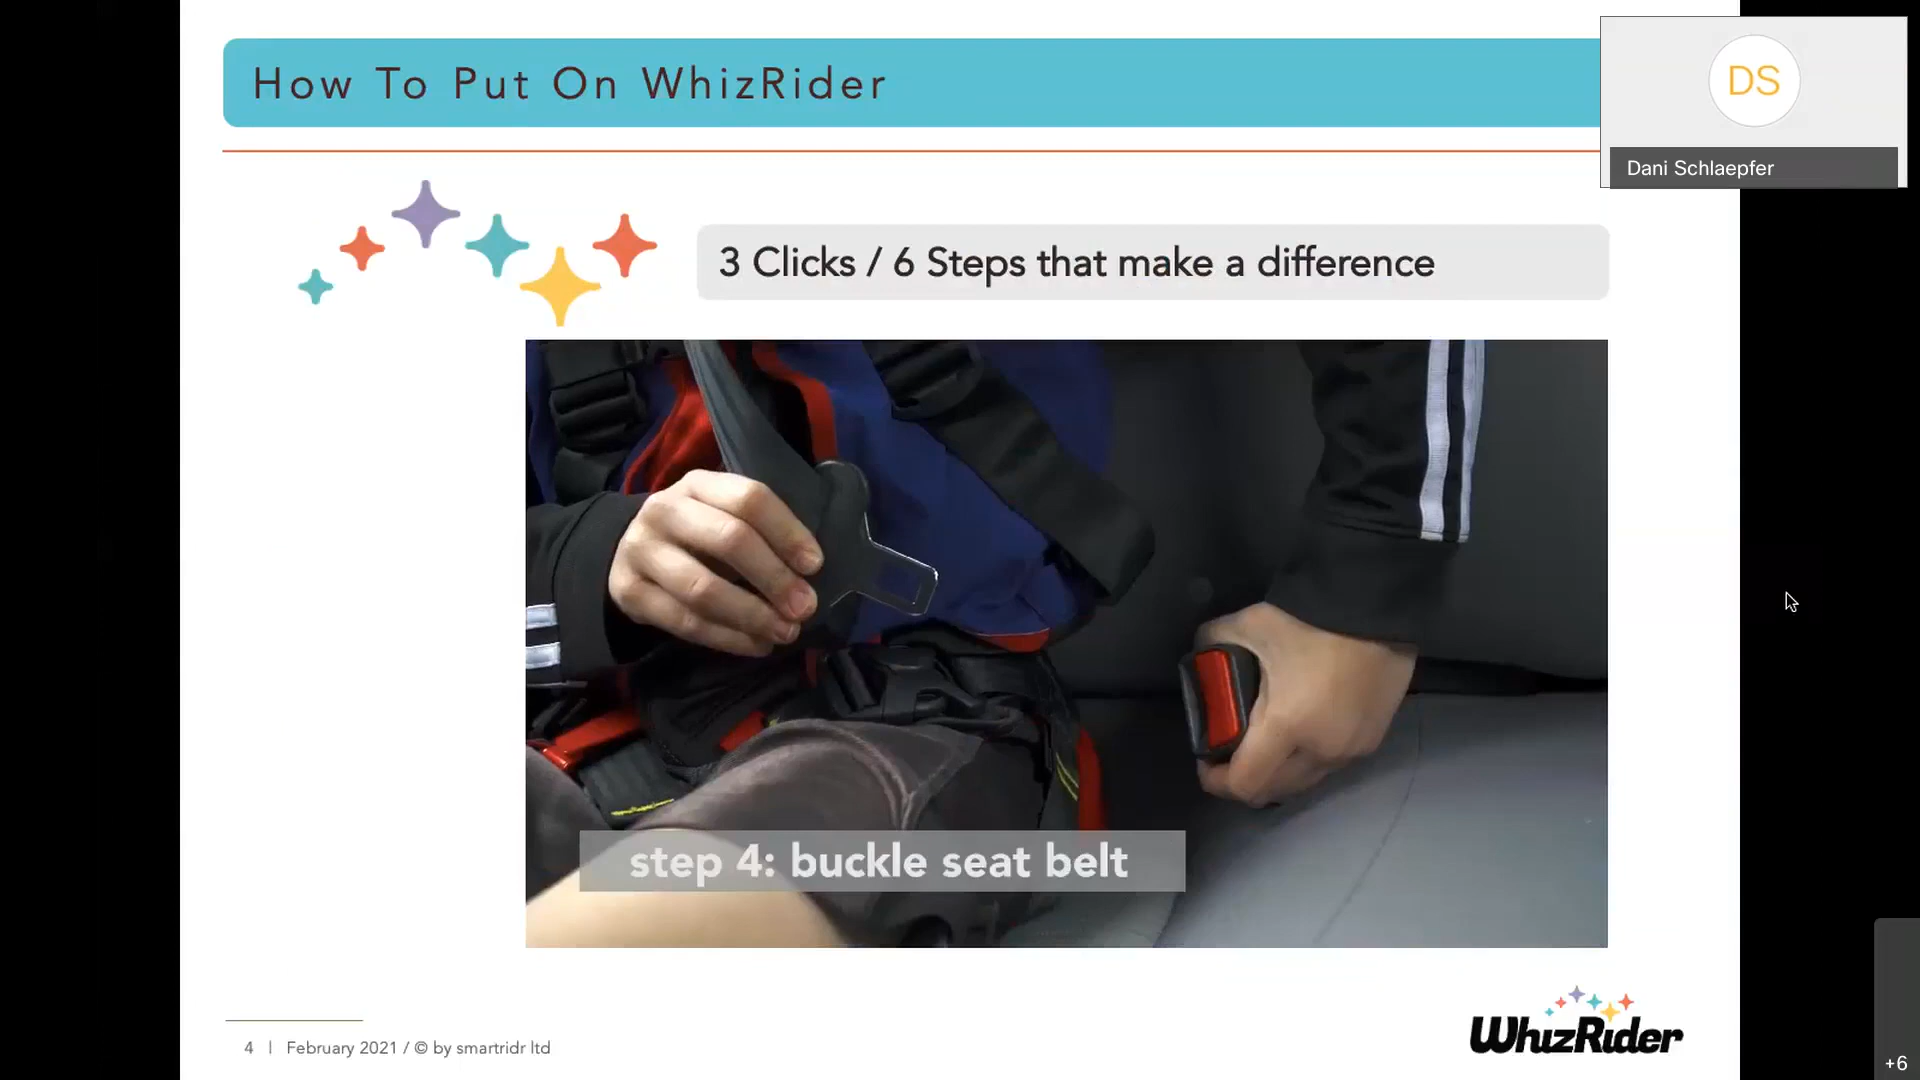 How To Put On WhizRider
DS
Dani Schlaepfer
3 Clicks / 6 Steps that make a difference
step 4: buckle seat belt
4 | February 2021 / © by smartridr ltd
WhizRider
+6